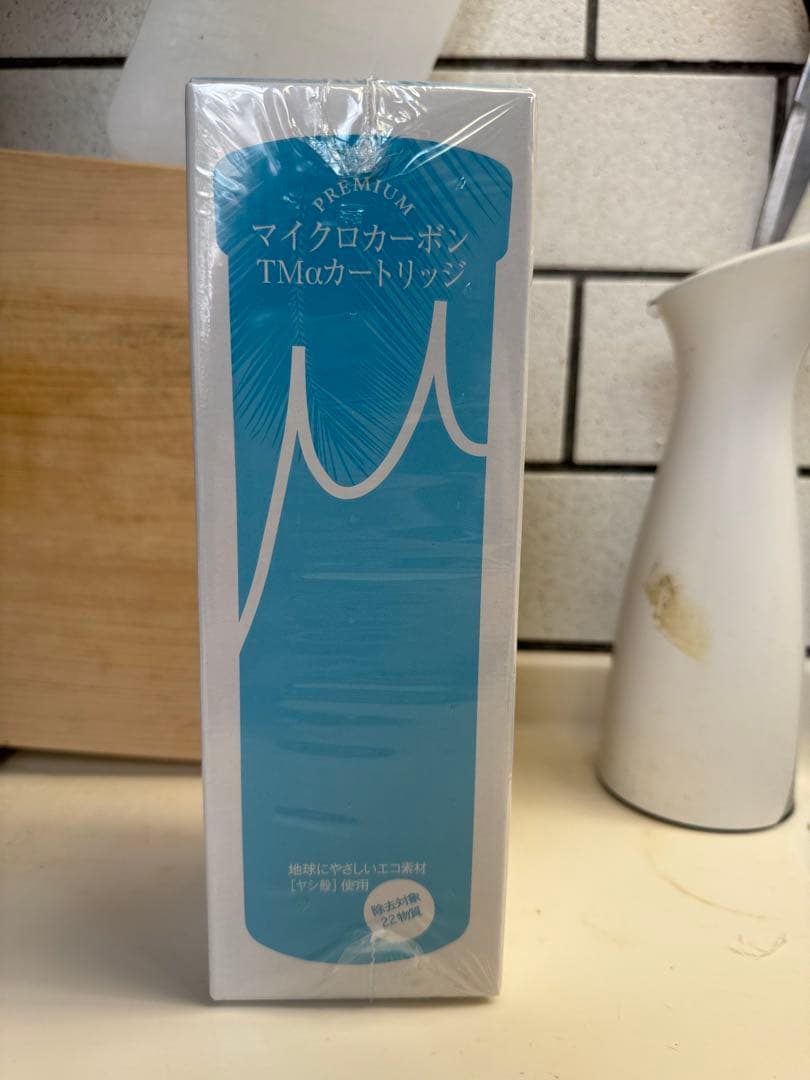 PREMIUM
マイクロカーボン
TMαカートリッジ
μ
地球にやさしいエコ素材
[ヤシ殻] 使用
除去対象
22物質